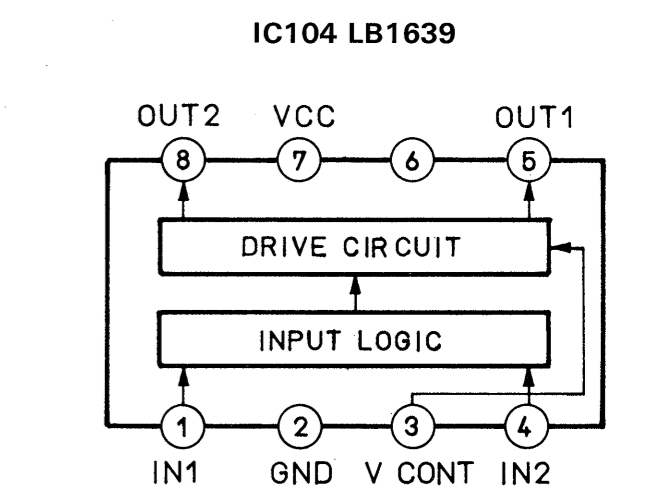 IC104 LB1639
OUT2 VCC OUT1
8 7 6 5
DRIVE CIRCUIT
INPUT LOGIC
1 2 3 4
IN1 GND V CONT IN2